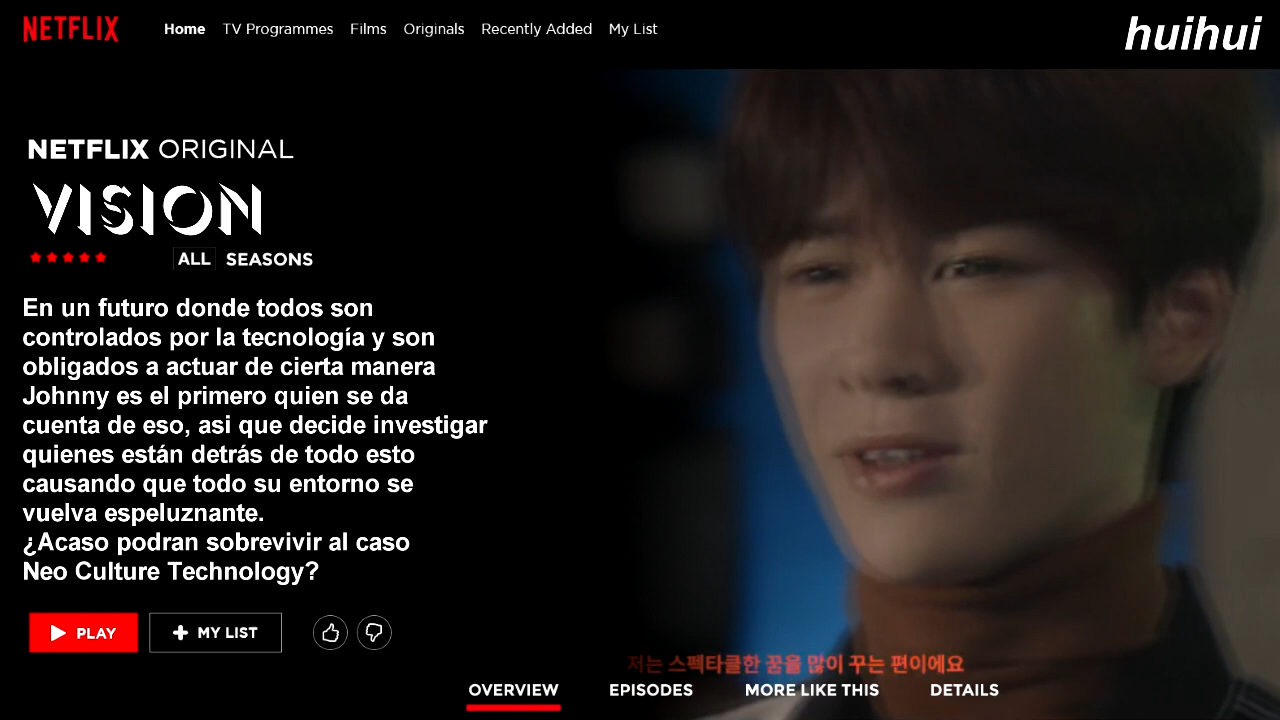 NETFLIX Home TV Programmes Films Originals Recently Added My List huihui
NETFLIX ORIGINAL
VISION
ALL SEASONS
En un futuro donde todos son
controlados por la tecnología y son
obligados a actuar de cierta manera
Johnny es el primero quien se da
cuenta de eso, asi que decide investigar
quienes están detrás de todo esto
causando que todo su entorno se
vuelva espeluznante.
¿Acaso podran sobrevivir al caso
Neo Culture Technology?
PLAY MY LIST
저는 스펙타클한 꿈을 많이 꾸는 편이에요
OVERVIEW EPISODES MORE LIKE THIS DETAILS